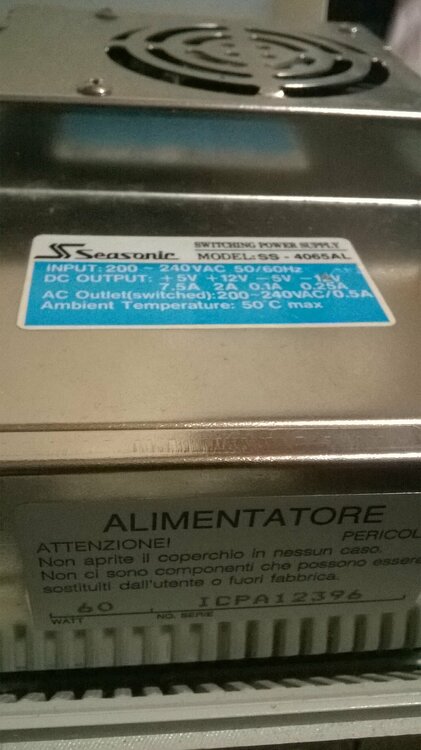 Seasonic
SWITCHING POWER SUPPLY
MODEL: SS - 4065AL
INPUT: 200 ~ 240VAC 50/60Hz
DC OUTPUT: +5V +12V -5V -12V
7.5A 2A 0.1A 0.25A
AC Outlet(switched): 200~240VAC/0.5A
Ambient Temperature: 50°C max
ALIMENTATORE
ATTENZIONE! PERICOL
Non aprite il coperchio in nessun caso.
Non ci sono componenti che possono essere
sostituiti dall'utente o fuori fabbrica.
60 ICPA12396
WATT NO. SERIE